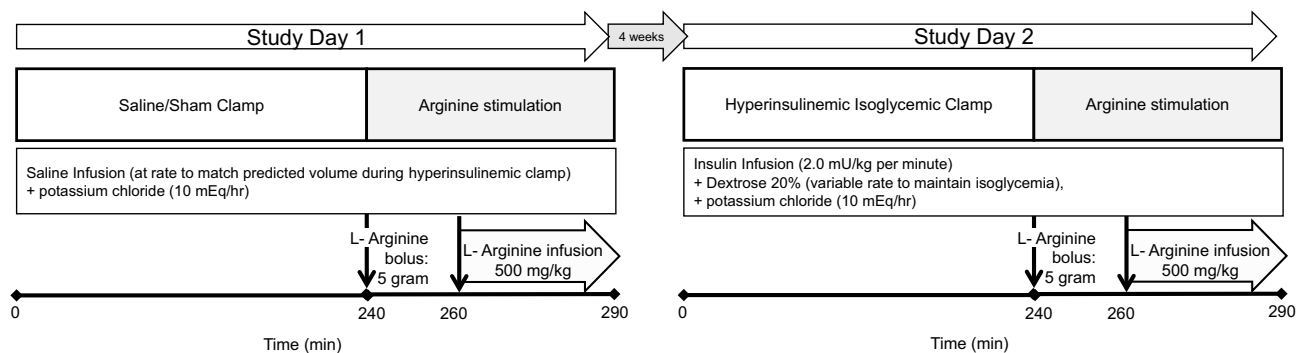 Study Day 1
4 weeks
Study Day 2
Saline/Sham Clamp
Arginine stimulation
Hyperinsulinemic Isoglycemic Clamp
Arginine stimulation
Saline Infusion (at rate to match predicted volume during hyperinsulinemic clamp)
+ potassium chloride (10 mEq/hr)
Insulin Infusion (2.0 mU/kg per minute)
+ Dextrose 20% (variable rate to maintain isoglycemia),
+ potassium chloride (10 mEq/hr)
L- Arginine
bolus:
5 gram
L- Arginine infusion
500 mg/kg
L- Arginine
bolus:
5 gram
L- Arginine infusion
500 mg/kg
0
240
260
290
0
240
260
290
Time (min)
Time (min)